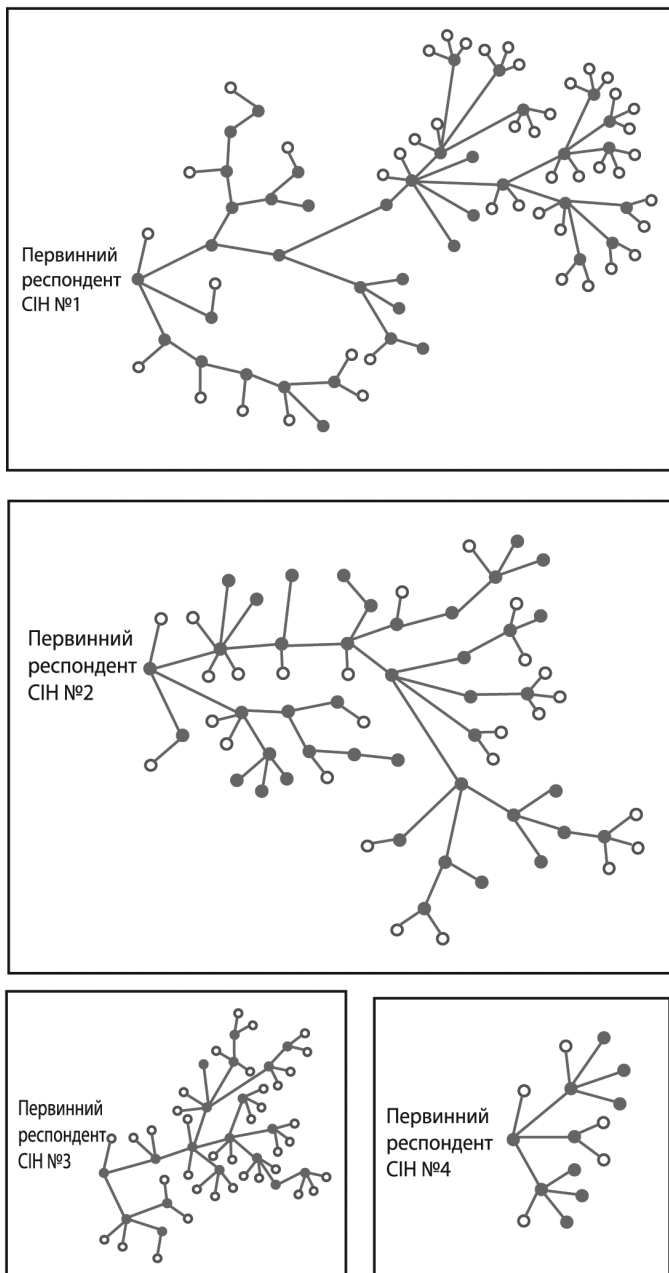 Первинний
респондент
СІН №1
Первинний
респондент
СІН №2
Первинний
респондент
СІН №3
Первинний
респондент
СІН №4